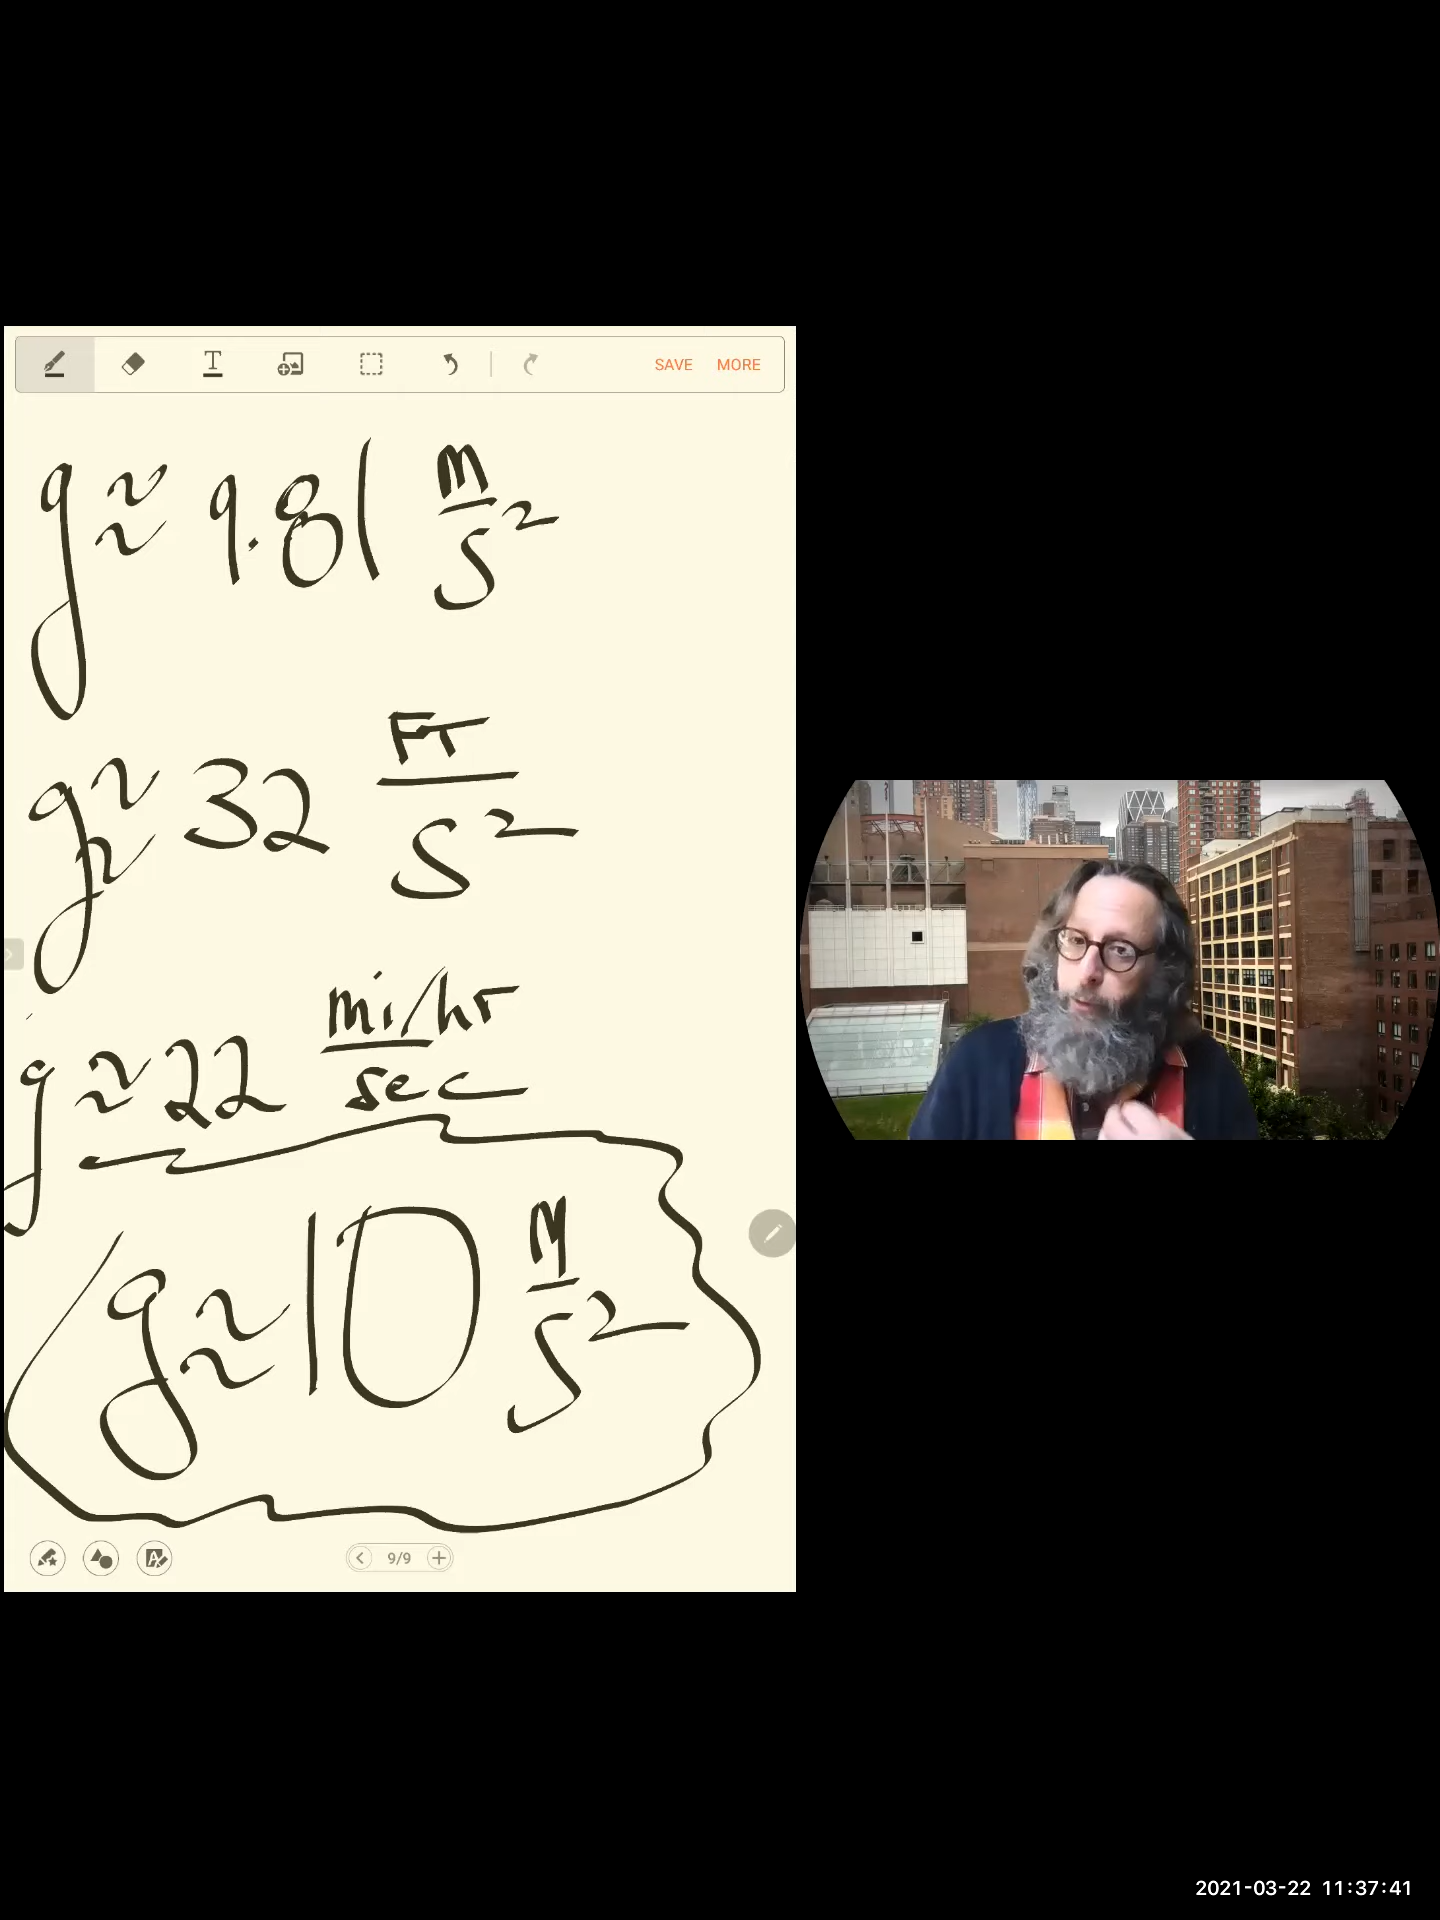 SAVE MORE
g ≈ 9.81 m/s²
g ≈ 32 FT/s²
g ≈ 22 mi/hr/sec
g ≈ 10 m/s²
9/9
2021-03-22 11:37:41